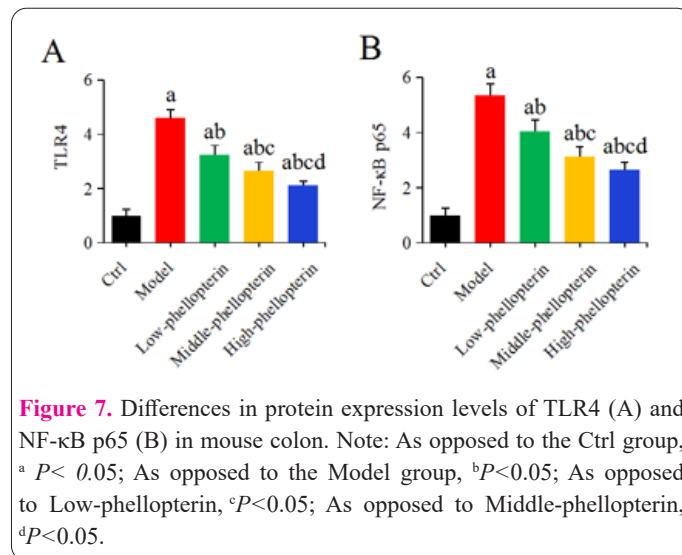 A
B
TLR4
6
4
2
0
a
ab
abc
abcd
Ctrl
Model
Low-phellopterin
Middle-phellopterin
High-phellopterin
NF-κB p65
6
4
2
0
a
ab
abc
abcd
Ctrl
Model
Low-phellopterin
Middle-phellopterin
High-phellopterin
Figure 7. Differences in protein expression levels of TLR4 (A) and
NF-κB p65 (B) in mouse colon. Note: As opposed to the Ctrl group,
ᵃ P< 0.05; As opposed to the Model group, ᵇP<0.05; As opposed
to Low-phellopterin, ᶜP<0.05; As opposed to Middle-phellopterin,
ᵈP<0.05.